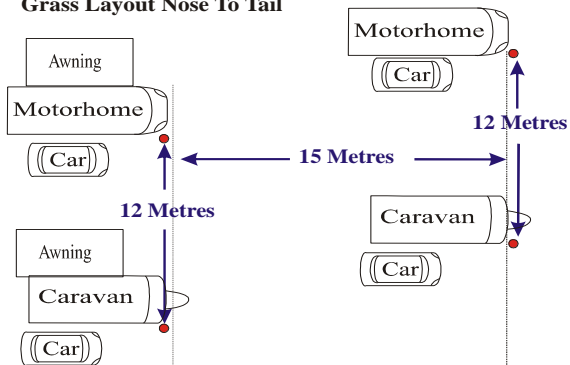 Grass Layout Nose To Tail
Motorhome
Awning
Car
Motorhome
12 Metres
Car
15 Metres
12 Metres
Caravan
Awning
Car
Caravan
Car